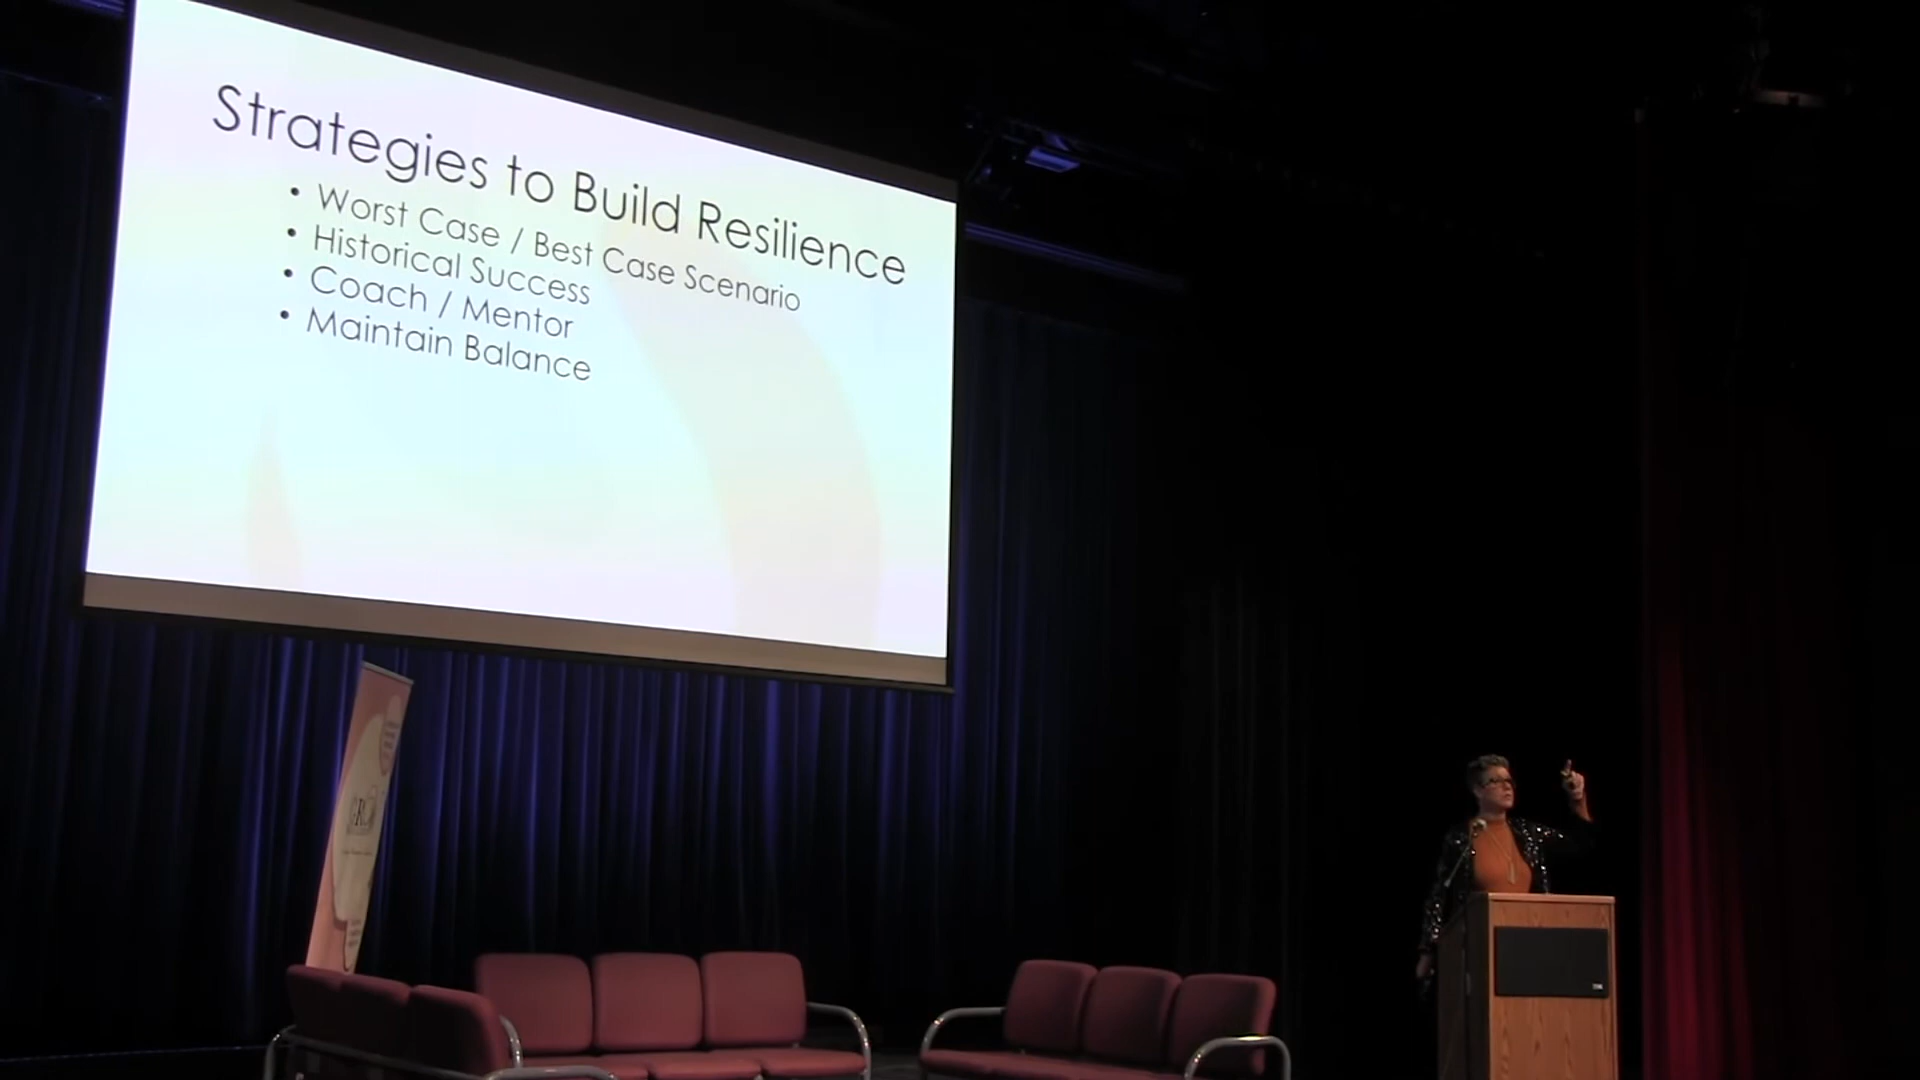 Strategies to Build Resilience
• Worst Case / Best Case Scenario
• Historical Success
• Coach / Mentor
• Maintain Balance